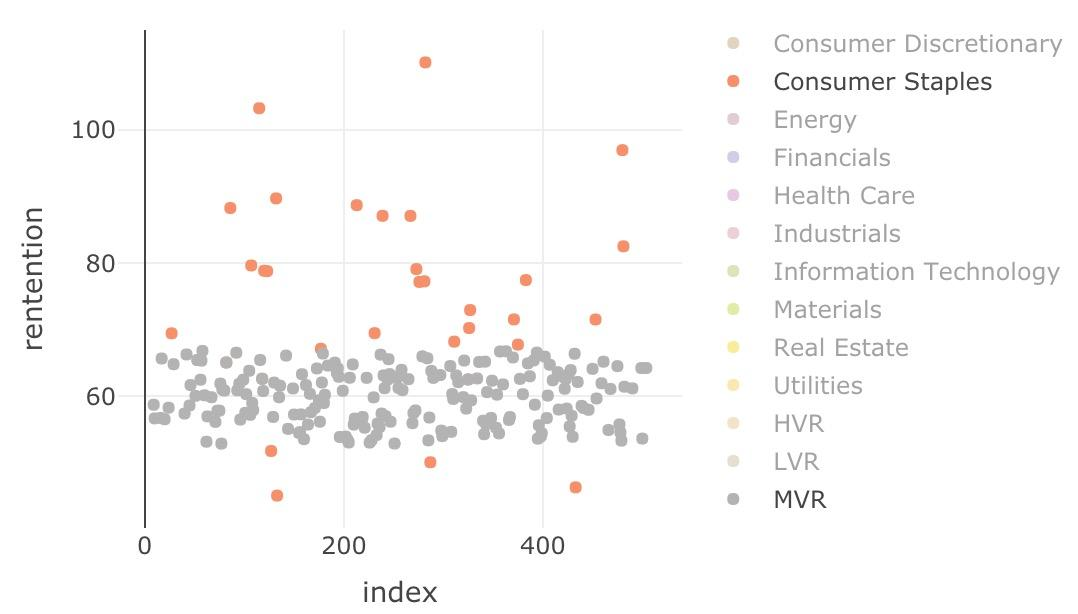 100
80
60
rentention
0
200
400
index
Consumer Discretionary
Consumer Staples
Energy
Financials
Health Care
Industrials
Information Technology
Materials
Real Estate
Utilities
HVR
LVR
MVR